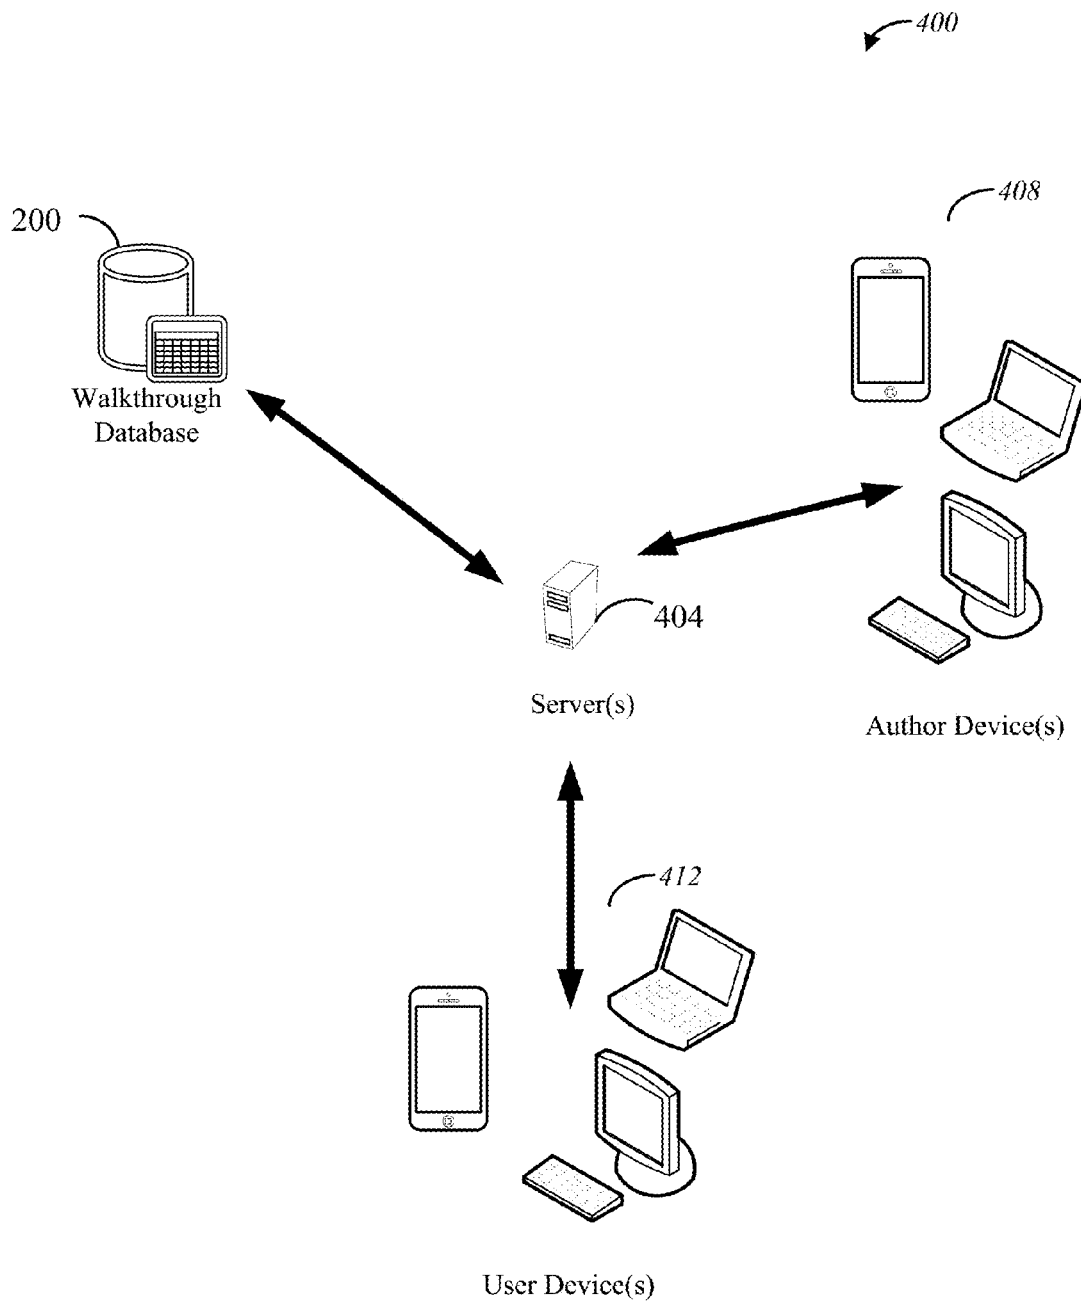 400
408
200
Walkthrough
Database
404
Server(s)
Author Device(s)
412
User Device(s)